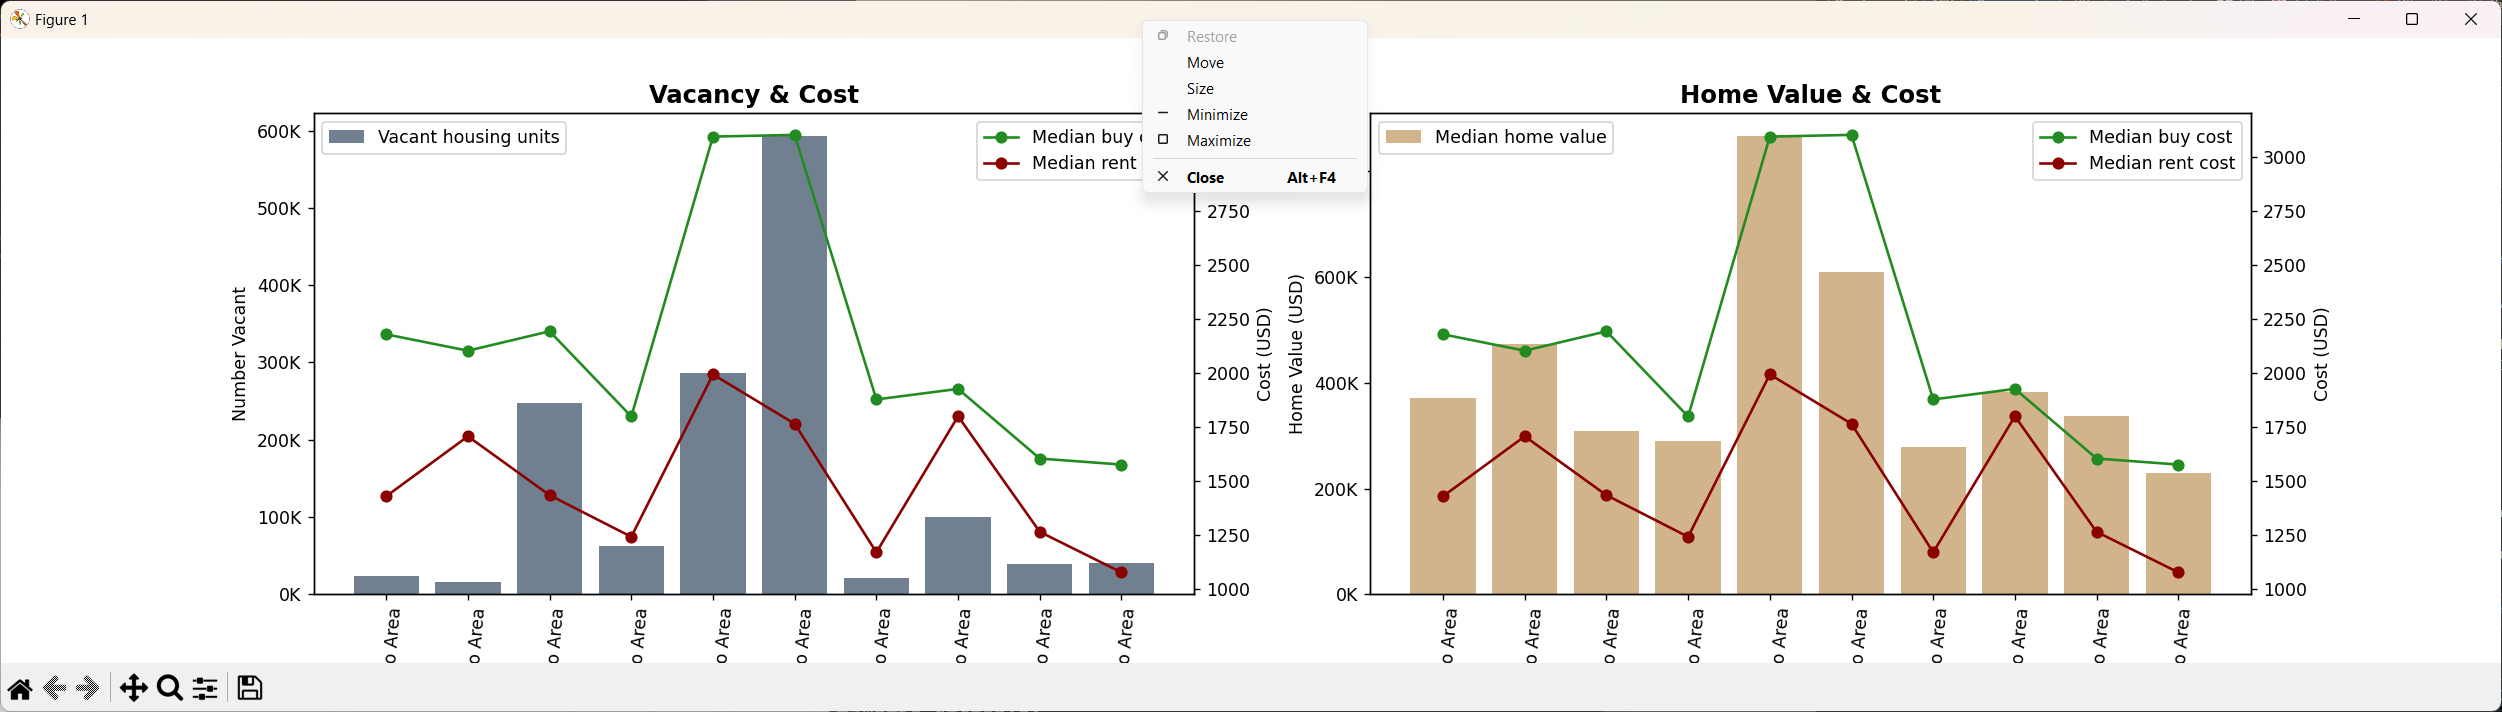 Figure 1
Restore
Move
Size
Minimize
Maximize
Close Alt+F4
Vacancy & Cost
Vacant housing units
Median buy
Median rent
Number Vacant
600K
500K
400K
300K
200K
100K
0K
2750
2500
2250
2000
1750
1500
1250
1000
Cost (USD)
o Area
o Area
o Area
o Area
o Area
o Area
o Area
o Area
o Area
o Area
Home Value & Cost
Median home value
Median buy cost
Median rent cost
Home Value (USD)
600K
400K
200K
0K
3000
2750
2500
2250
2000
1750
1500
1250
1000
Cost (USD)
o Area
o Area
o Area
o Area
o Area
o Area
o Area
o Area
o Area
o Area